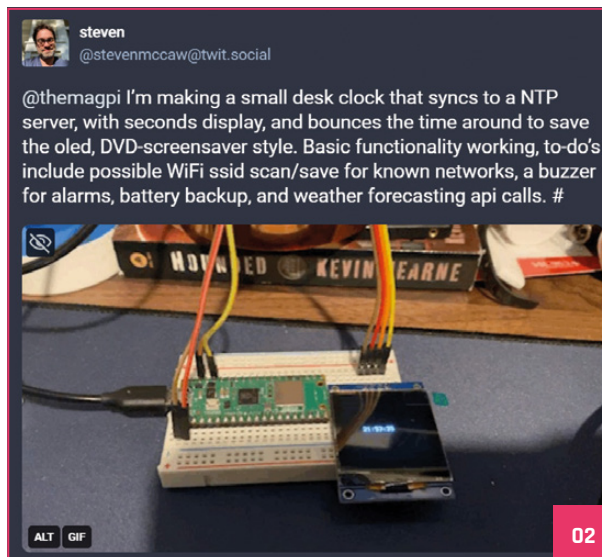 steven
@stevenmccaw@twit.social
@themagpi I’m making a small desk clock that syncs to a NTP
server, with seconds display, and bounces the time around to save
the oled, DVD-screensaver style. Basic functionality working, to-do’s
include possible WiFi ssid scan/save for known networks, a buzzer
for alarms, battery backup, and weather forecasting api calls. #
HOUNDED KEVIN HEARNE
ALT GIF
02